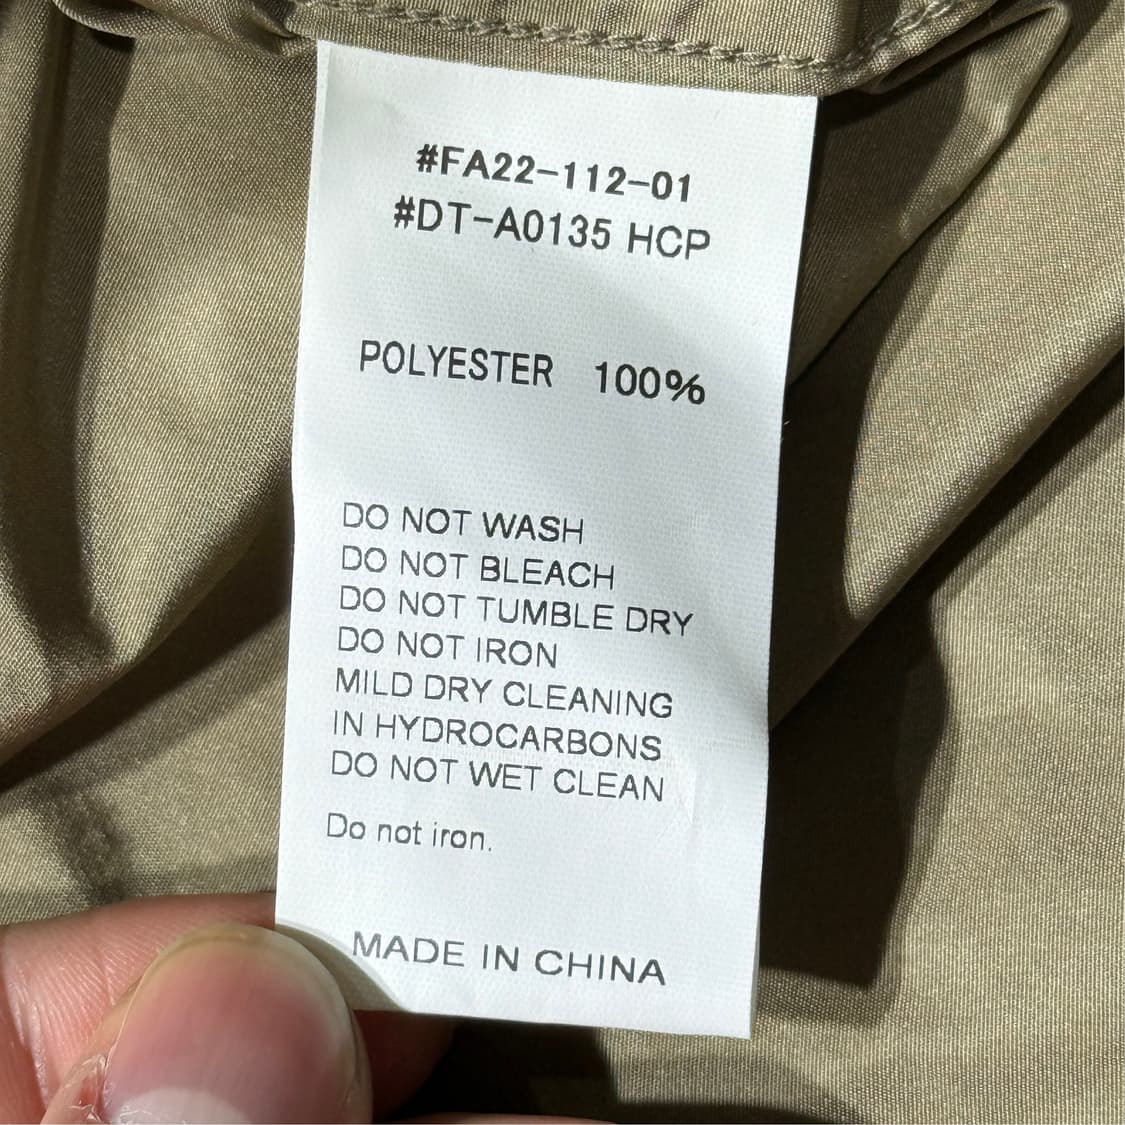 #FA22-112-01
#DT-A0135 HCP
POLYESTER 100%
DO NOT WASH
DO NOT BLEACH
DO NOT TUMBLE DRY
DO NOT IRON
MILD DRY CLEANING
IN HYDROCARBONS
DO NOT WET CLEAN
Do not iron.
MADE IN CHINA